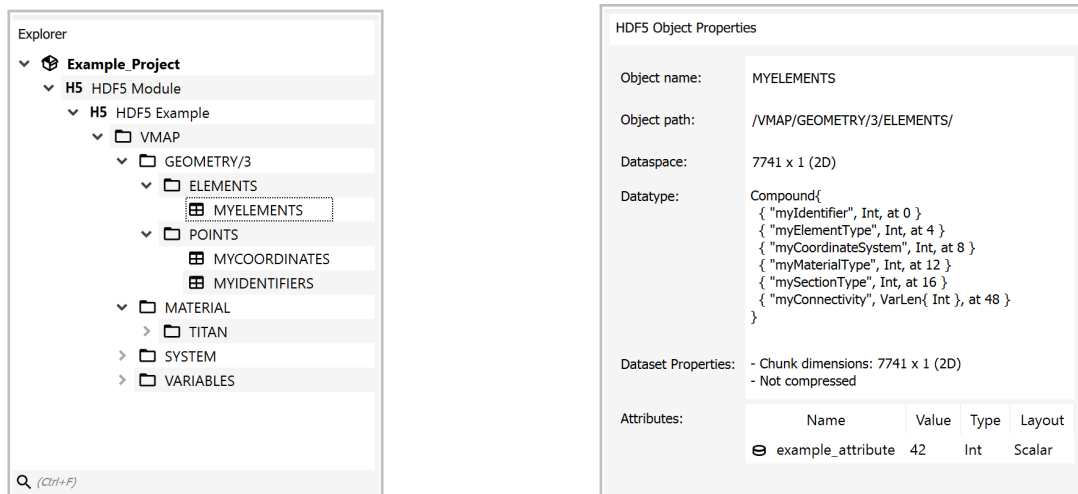 Explorer
Example_Project
H5 HDF5 Module
H5 HDF5 Example
VMAP
GEOMETRY/3
ELEMENTS
MYELEMENTS
POINTS
MYCOORDINATES
MYIDENTIFIERS
MATERIAL
TITAN
SYSTEM
VARIABLES
(Ctrl+F)
HDF5 Object Properties
Object name: MYELEMENTS
Object path: /VMAP/GEOMETRY/3/ELEMENTS/
Dataspace: 7741 x 1 (2D)
Datatype: Compound{
{ "myIdentifier", Int, at 0 }
{ "myElementType", Int, at 4 }
{ "myCoordinateSystem", Int, at 8 }
{ "myMaterialType", Int, at 12 }
{ "mySectionType", Int, at 16 }
{ "myConnectivity", VarLen{ Int }, at 48 }
}
Dataset Properties: - Chunk dimensions: 7741 x 1 (2D)
- Not compressed
Attributes: Name Value Type Layout
example_attribute 42 Int Scalar